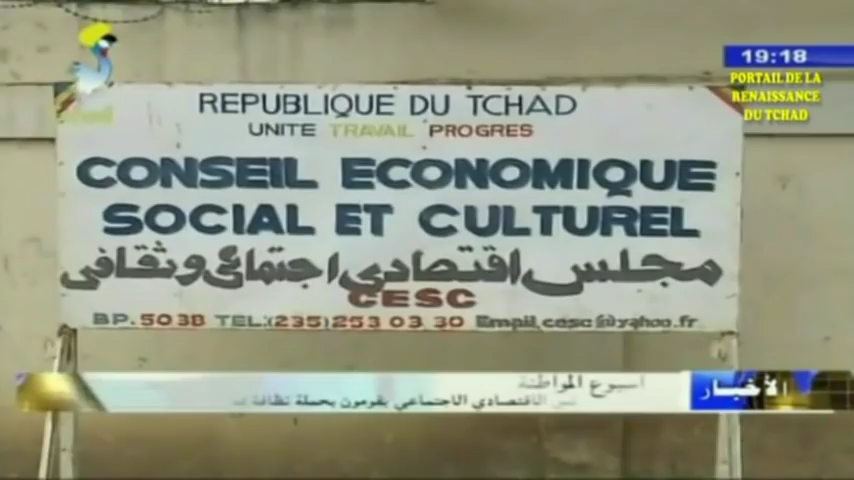 19:18
PORTAIL DE LA
RENAISSANCE
DU TCHAD
REPUBLIQUE DU TCHAD
UNITE TRAVAIL PROGRES
CONSEIL ECONOMIQUE
SOCIAL ET CULTUREL
مجلس اقتصادي اجتماعي وثقافي
CESC
BP. 5038 TEL:(235) 253 03 30 Email cesc @yahoo.fr
الأخبار
اسبوع المواطنة
الاقتصادي الاجتماعي يقومون بحملة نظافة